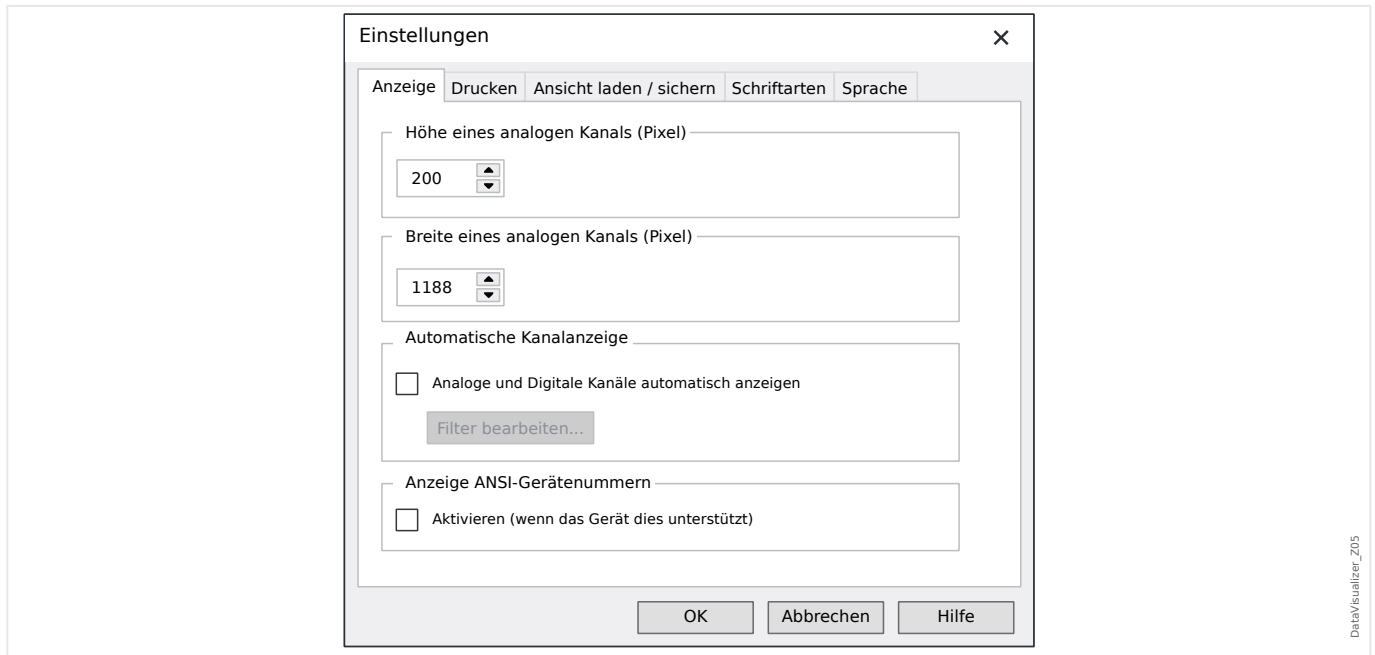 Einstellungen
Anzeige Drucken Ansicht laden / sichern Schriftarten Sprache
Höhe eines analogen Kanals (Pixel)
200
Breite eines analogen Kanals (Pixel)
1188
Automatische Kanalanzeige
Analoge und Digitale Kanäle automatisch anzeigen
Filter bearbeiten...
Anzeige ANSI-Gerätenummern
Aktivieren (wenn das Gerät dies unterstützt)
OK Abbrechen Hilfe
DataVisualizer_Z05